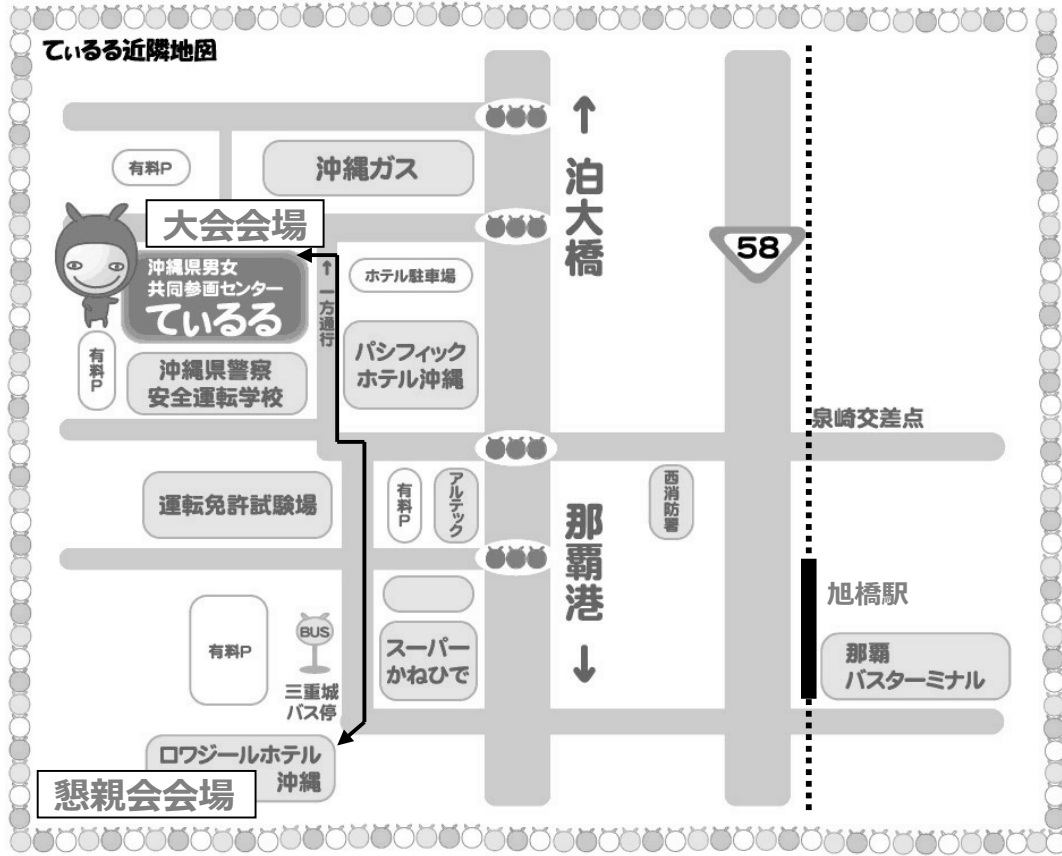 てぃるる近隣地図
↑
泊大橋
有料P
沖縄ガス
大会会場
58
沖縄県男女
共同参画センター
てぃるる
↑一方通行
ホテル駐車場
有料P
パシフィック
ホテル沖縄
沖縄県警察
安全運転学校
泉崎交差点
運転免許試験場
有料P
アルテック
西消防署
那覇港
↓
旭橋駅
有料P
BUS
三重城
バス停
スーパー
かねひで
那覇
バスターミナル
ロワジールホテル
沖縄
懇親会会場